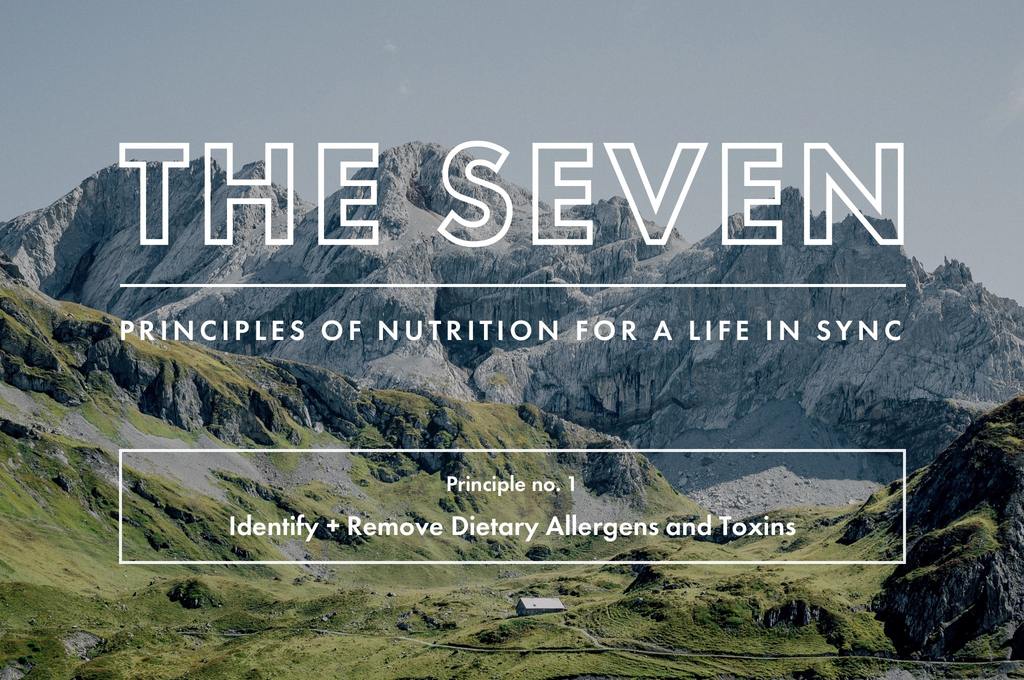 THE SEVEN
PRINCIPLES OF NUTRITION FOR A LIFE IN SYNC
Principle no. 1
Identify + Remove Dietary Allergens and Toxins